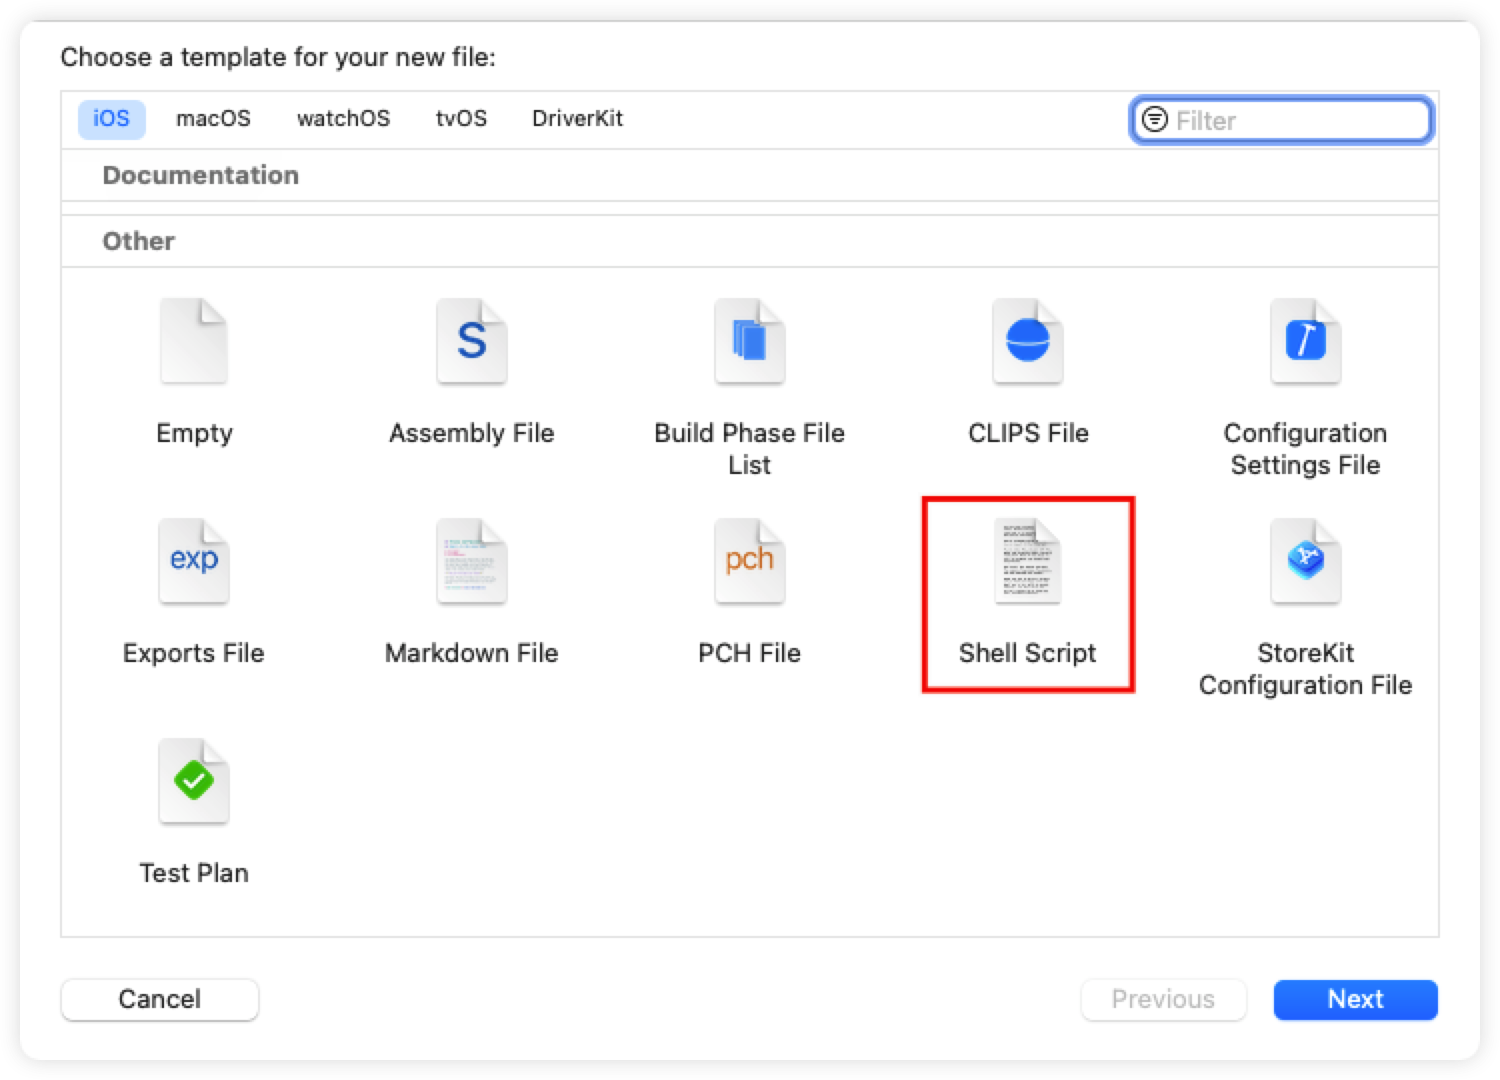 Choose a template for your new file:
iOS macOS watchOS tvOS DriverKit Filter
Documentation
Other
S
Empty Assembly File Build Phase File List CLIPS File Configuration Settings File
exp pch
Exports File Markdown File PCH File Shell Script StoreKit Configuration File
Test Plan
Cancel Previous Next